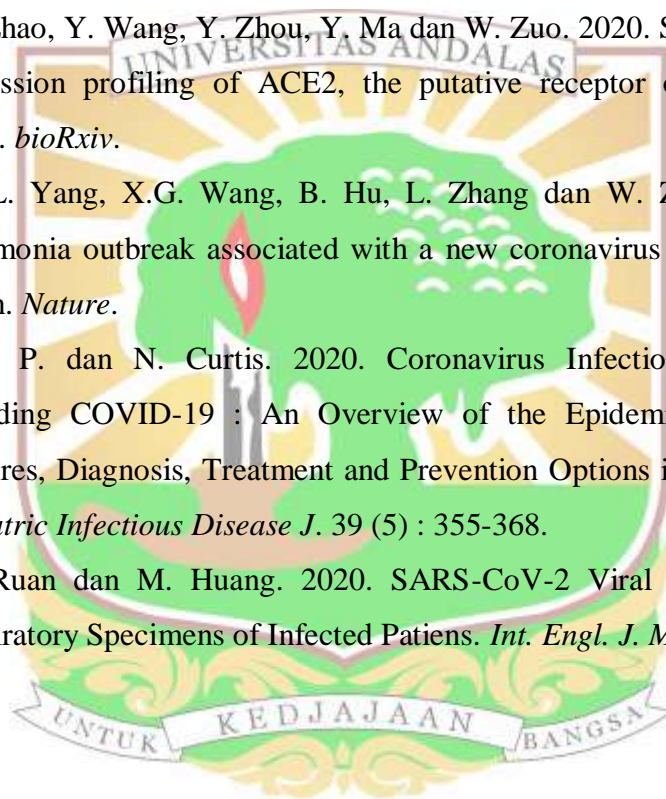 hao, Y. Wang, Y. Zhou, Y. Ma dan W. Zuo. 2020. S
UNIVERSITAS ANDALAS
ssion profiling of ACE2, the putative receptor
. bioRxiv.
L. Yang, X.G. Wang, B. Hu, L. Zhang dan W. Z
monia outbreak associated with a new coronavirus
n. Nature.
P. dan N. Curtis. 2020. Coronavirus Infectio
ding COVID-19 : An Overview of the Epidemi
res, Diagnosis, Treatment and Prevention Options i
tric Infectious Disease J. 39 (5) : 355-368.
Ruan dan M. Huang. 2020. SARS-CoV-2 Viral
iratory Specimens of Infected Patiens. Int. Engl. J. M
UNTUK KEDJAJAAN BANGSA